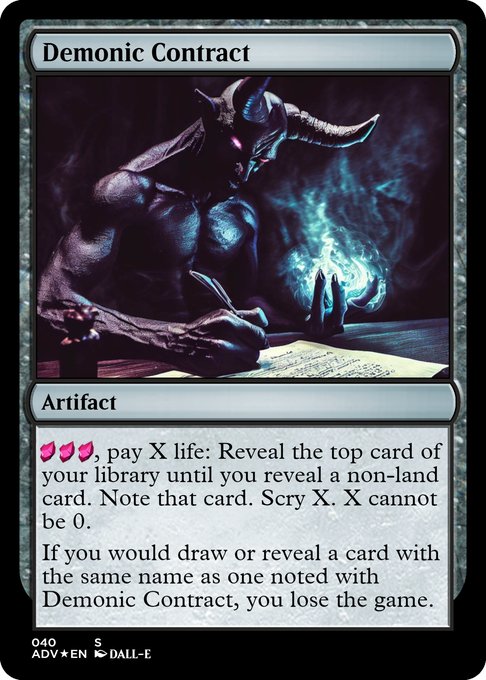 Demonic Contract
Artifact
, pay X life: Reveal the top card of
your library until you reveal a non-land
card. Note that card. Scry X. X cannot
be 0.
If you would draw or reveal a card with
the same name as one noted with
Demonic Contract, you lose the game.
040 S
ADV★EN DALL-E